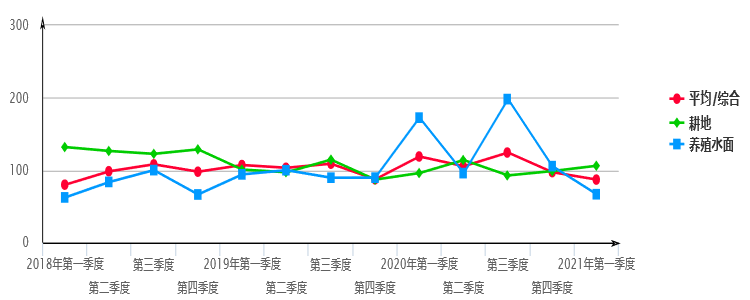 300
200
100
0
2018年第一季度
第二季度
第三季度
第四季度
2019年第一季度
第二季度
第三季度
第四季度
2020年第一季度
第二季度
第三季度
第四季度
2021年第一季度
平均/综合
耕地
养殖水面